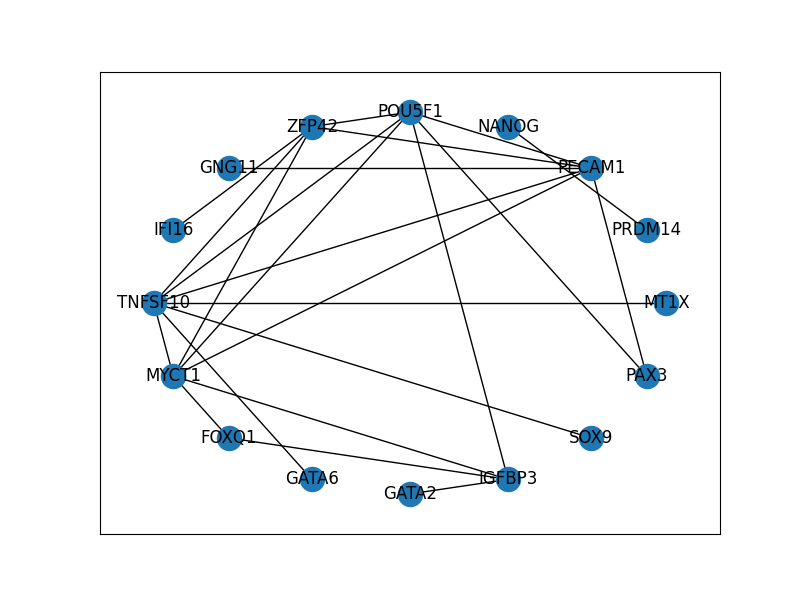 POU5F1
ZFP42
NANOG
GNG11
PECAM1
IFI16
PRDM14
TNFSF10
MT1X
MYCT1
PAX3
FOXQ1
SOX9
GATA6
IGFBP3
GATA2